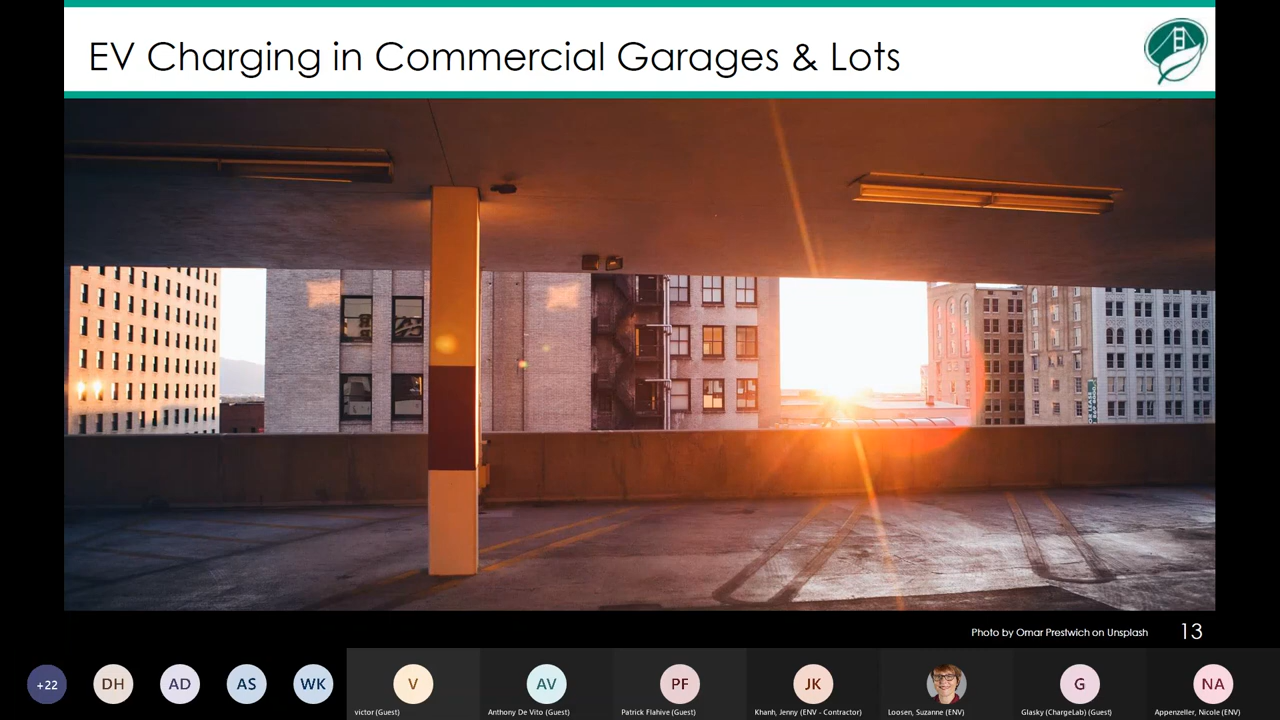 EV Charging in Commercial Garages & Lots
Photo by Omar Prestwich on Unsplash
13
+22
DH
AD
AS
WK
V
victor (Guest)
AV
Anthony De Vito (Guest)
PF
Patrick Flahive (Guest)
JK
Khanh, Jenny (ENV - Contractor)
Loosen, Suzanne (ENV)
G
Glasky (ChargeLab) (Guest)
NA
Appenzeller, Nicole (ENV)